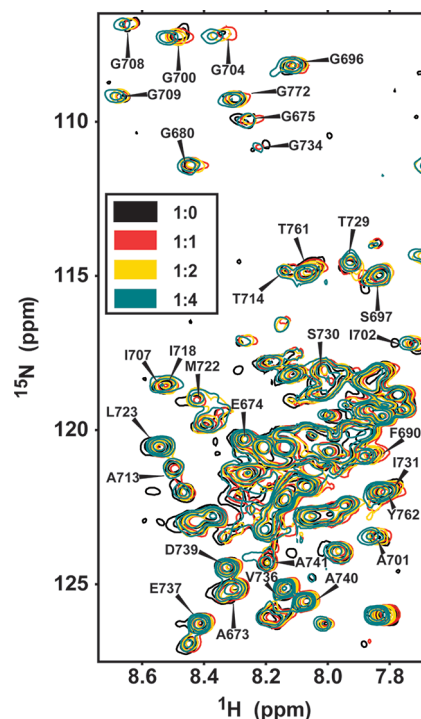 G708
G700
G704
G696
G709
G772
G675
G734
110
G680
1:0
1:1
1:2
1:4
T761
T729
115
T714
S697
I702
S730
I707
I718
M722
E674
L723
120
F690
A713
I731
Y762
D739
A741
A701
V736
A740
125
E737
A673
15N (ppm)
8.6
8.4
8.2
8.0
7.8
1H (ppm)